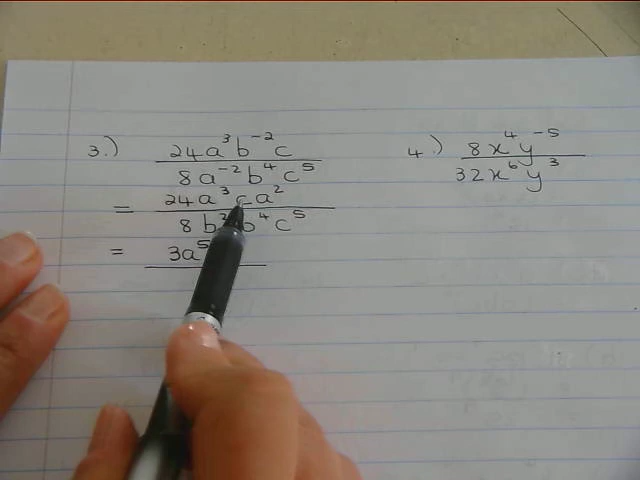 3.) 24a³b⁻²c / 8a⁻²b⁴c⁵
= 24a³ca² / 8b²b⁴c⁵
= 3a⁵
4.) 8x⁴y⁻⁵ / 32x⁶y³